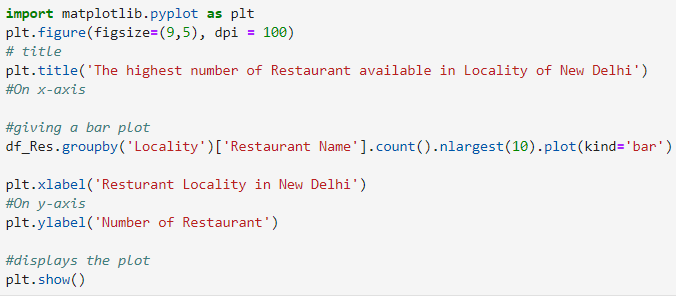 import matplotlib.pyplot as plt
plt.figure(figsize=(9,5), dpi = 100)
# title
plt.title('The highest number of Restaurant available in Locality of New Delhi')
#On x-axis
#giving a bar plot
df_Res.groupby('Locality')['Restaurant Name'].count().nlargest(10).plot(kind='bar')
plt.xlabel('Resturant Locality in New Delhi')
#On y-axis
plt.ylabel('Number of Restaurant')
#displays the plot
plt.show()